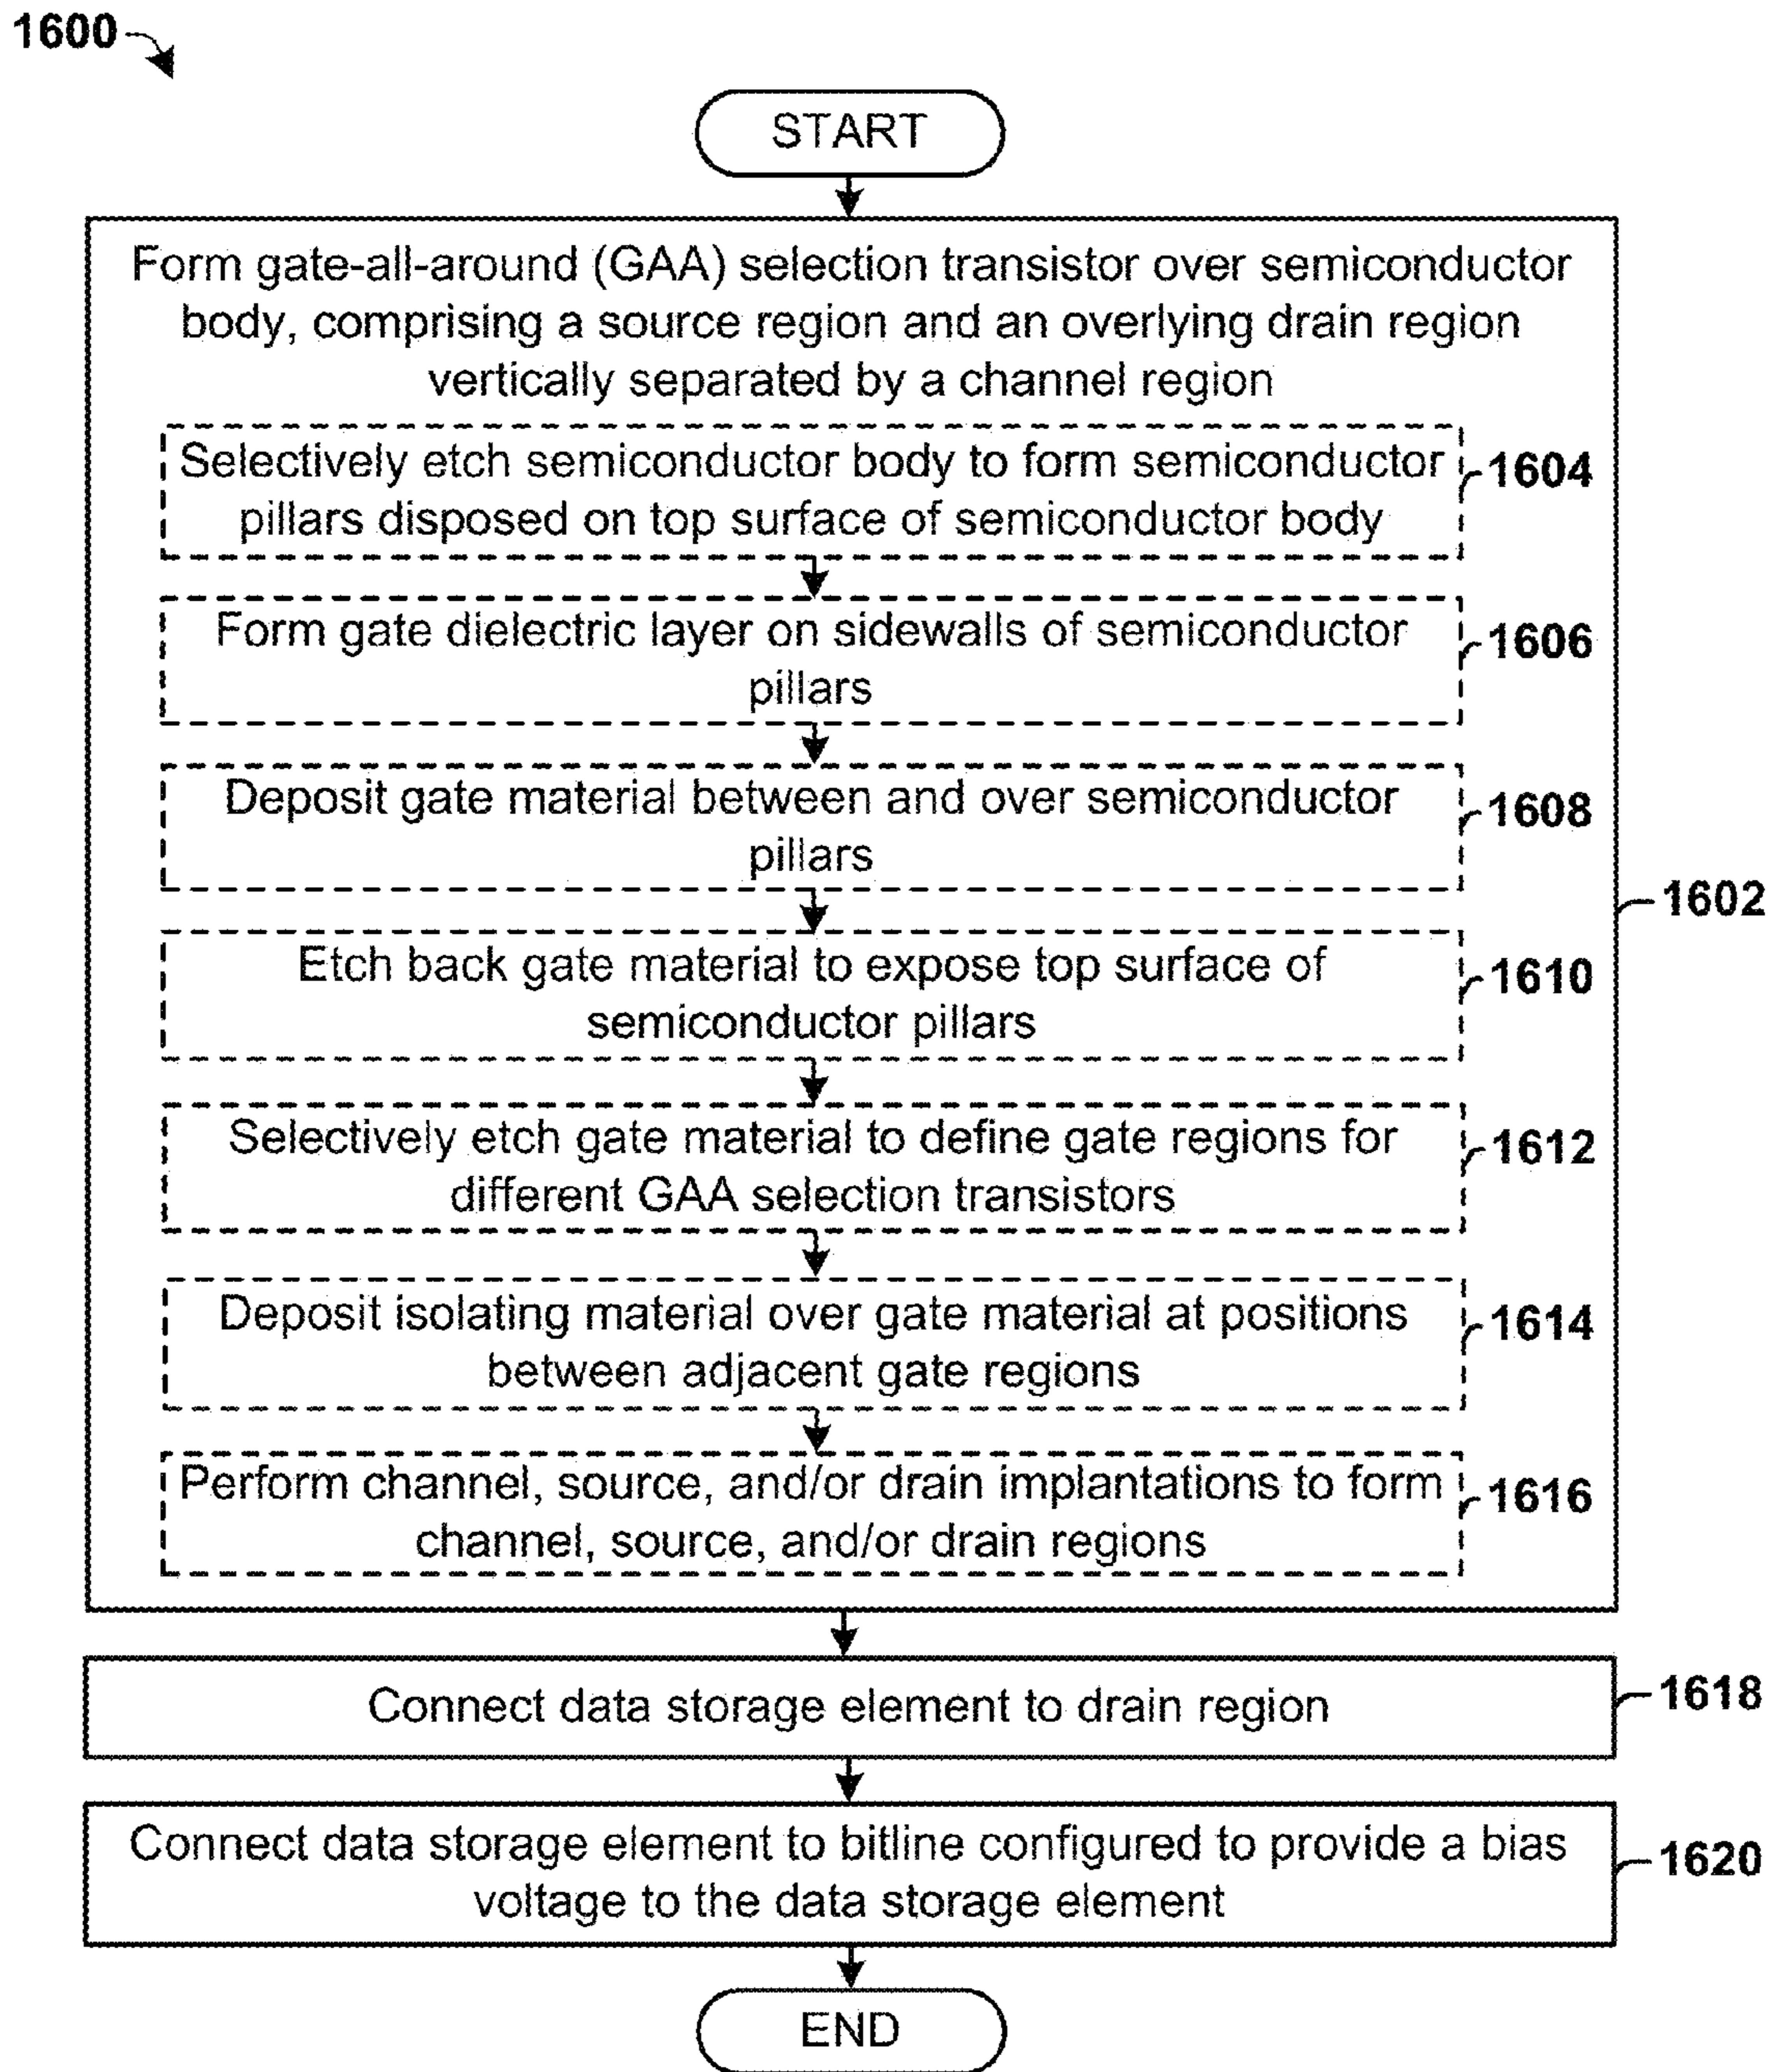 1600
START
Form gate-all-around (GAA) selection transistor over semiconductor
body, comprising a source region and an overlying drain region
vertically separated by a channel region
Selectively etch semiconductor body to form semiconductor
pillars disposed on top surface of semiconductor body
1604
Form gate dielectric layer on sidewalls of semiconductor
pillars
1606
Deposit gate material between and over semiconductor
pillars
1608
1602
Etch back gate material to expose top surface of
semiconductor pillars
1610
Selectively etch gate material to define gate regions for
different GAA selection transistors
1612
Deposit isolating material over gate material at positions
between adjacent gate regions
1614
Perform channel, source, and/or drain implantations to form
channel, source, and/or drain regions
1616
Connect data storage element to drain region
1618
Connect data storage element to bitline configured to provide a bias
voltage to the data storage element
1620
END